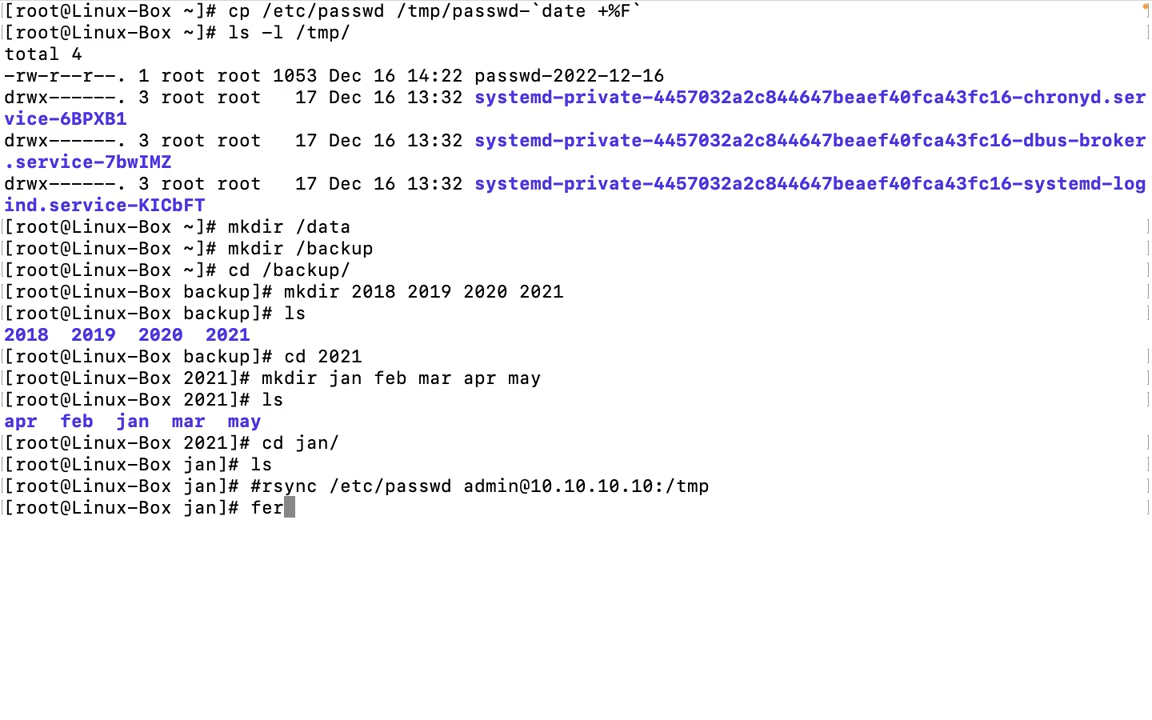 [root@Linux-Box ~]# cp /etc/passwd /tmp/passwd-`date +%F`
[root@Linux-Box ~]# ls -l /tmp/
total 4
-rw-r--r--. 1 root root 1053 Dec 16 14:22 passwd-2022-12-16
drwx------. 3 root root   17 Dec 16 13:32 systemd-private-4457032a2c844647beaef40fca43fc16-chronyd.ser
vice-6BPXB1
drwx------. 3 root root   17 Dec 16 13:32 systemd-private-4457032a2c844647beaef40fca43fc16-dbus-broker
.service-7bwIMZ
drwx------. 3 root root   17 Dec 16 13:32 systemd-private-4457032a2c844647beaef40fca43fc16-systemd-log
ind.service-KICbFT
[root@Linux-Box ~]# mkdir /data
[root@Linux-Box ~]# mkdir /backup
[root@Linux-Box ~]# cd /backup/
[root@Linux-Box backup]# mkdir 2018 2019 2020 2021
[root@Linux-Box backup]# ls
2018  2019  2020  2021
[root@Linux-Box backup]# cd 2021
[root@Linux-Box 2021]# mkdir jan feb mar apr may
[root@Linux-Box 2021]# ls
apr  feb  jan  mar  may
[root@Linux-Box 2021]# cd jan/
[root@Linux-Box jan]# ls
[root@Linux-Box jan]# #rsync /etc/passwd admin@10.10.10.10:/tmp
[root@Linux-Box jan]# fer